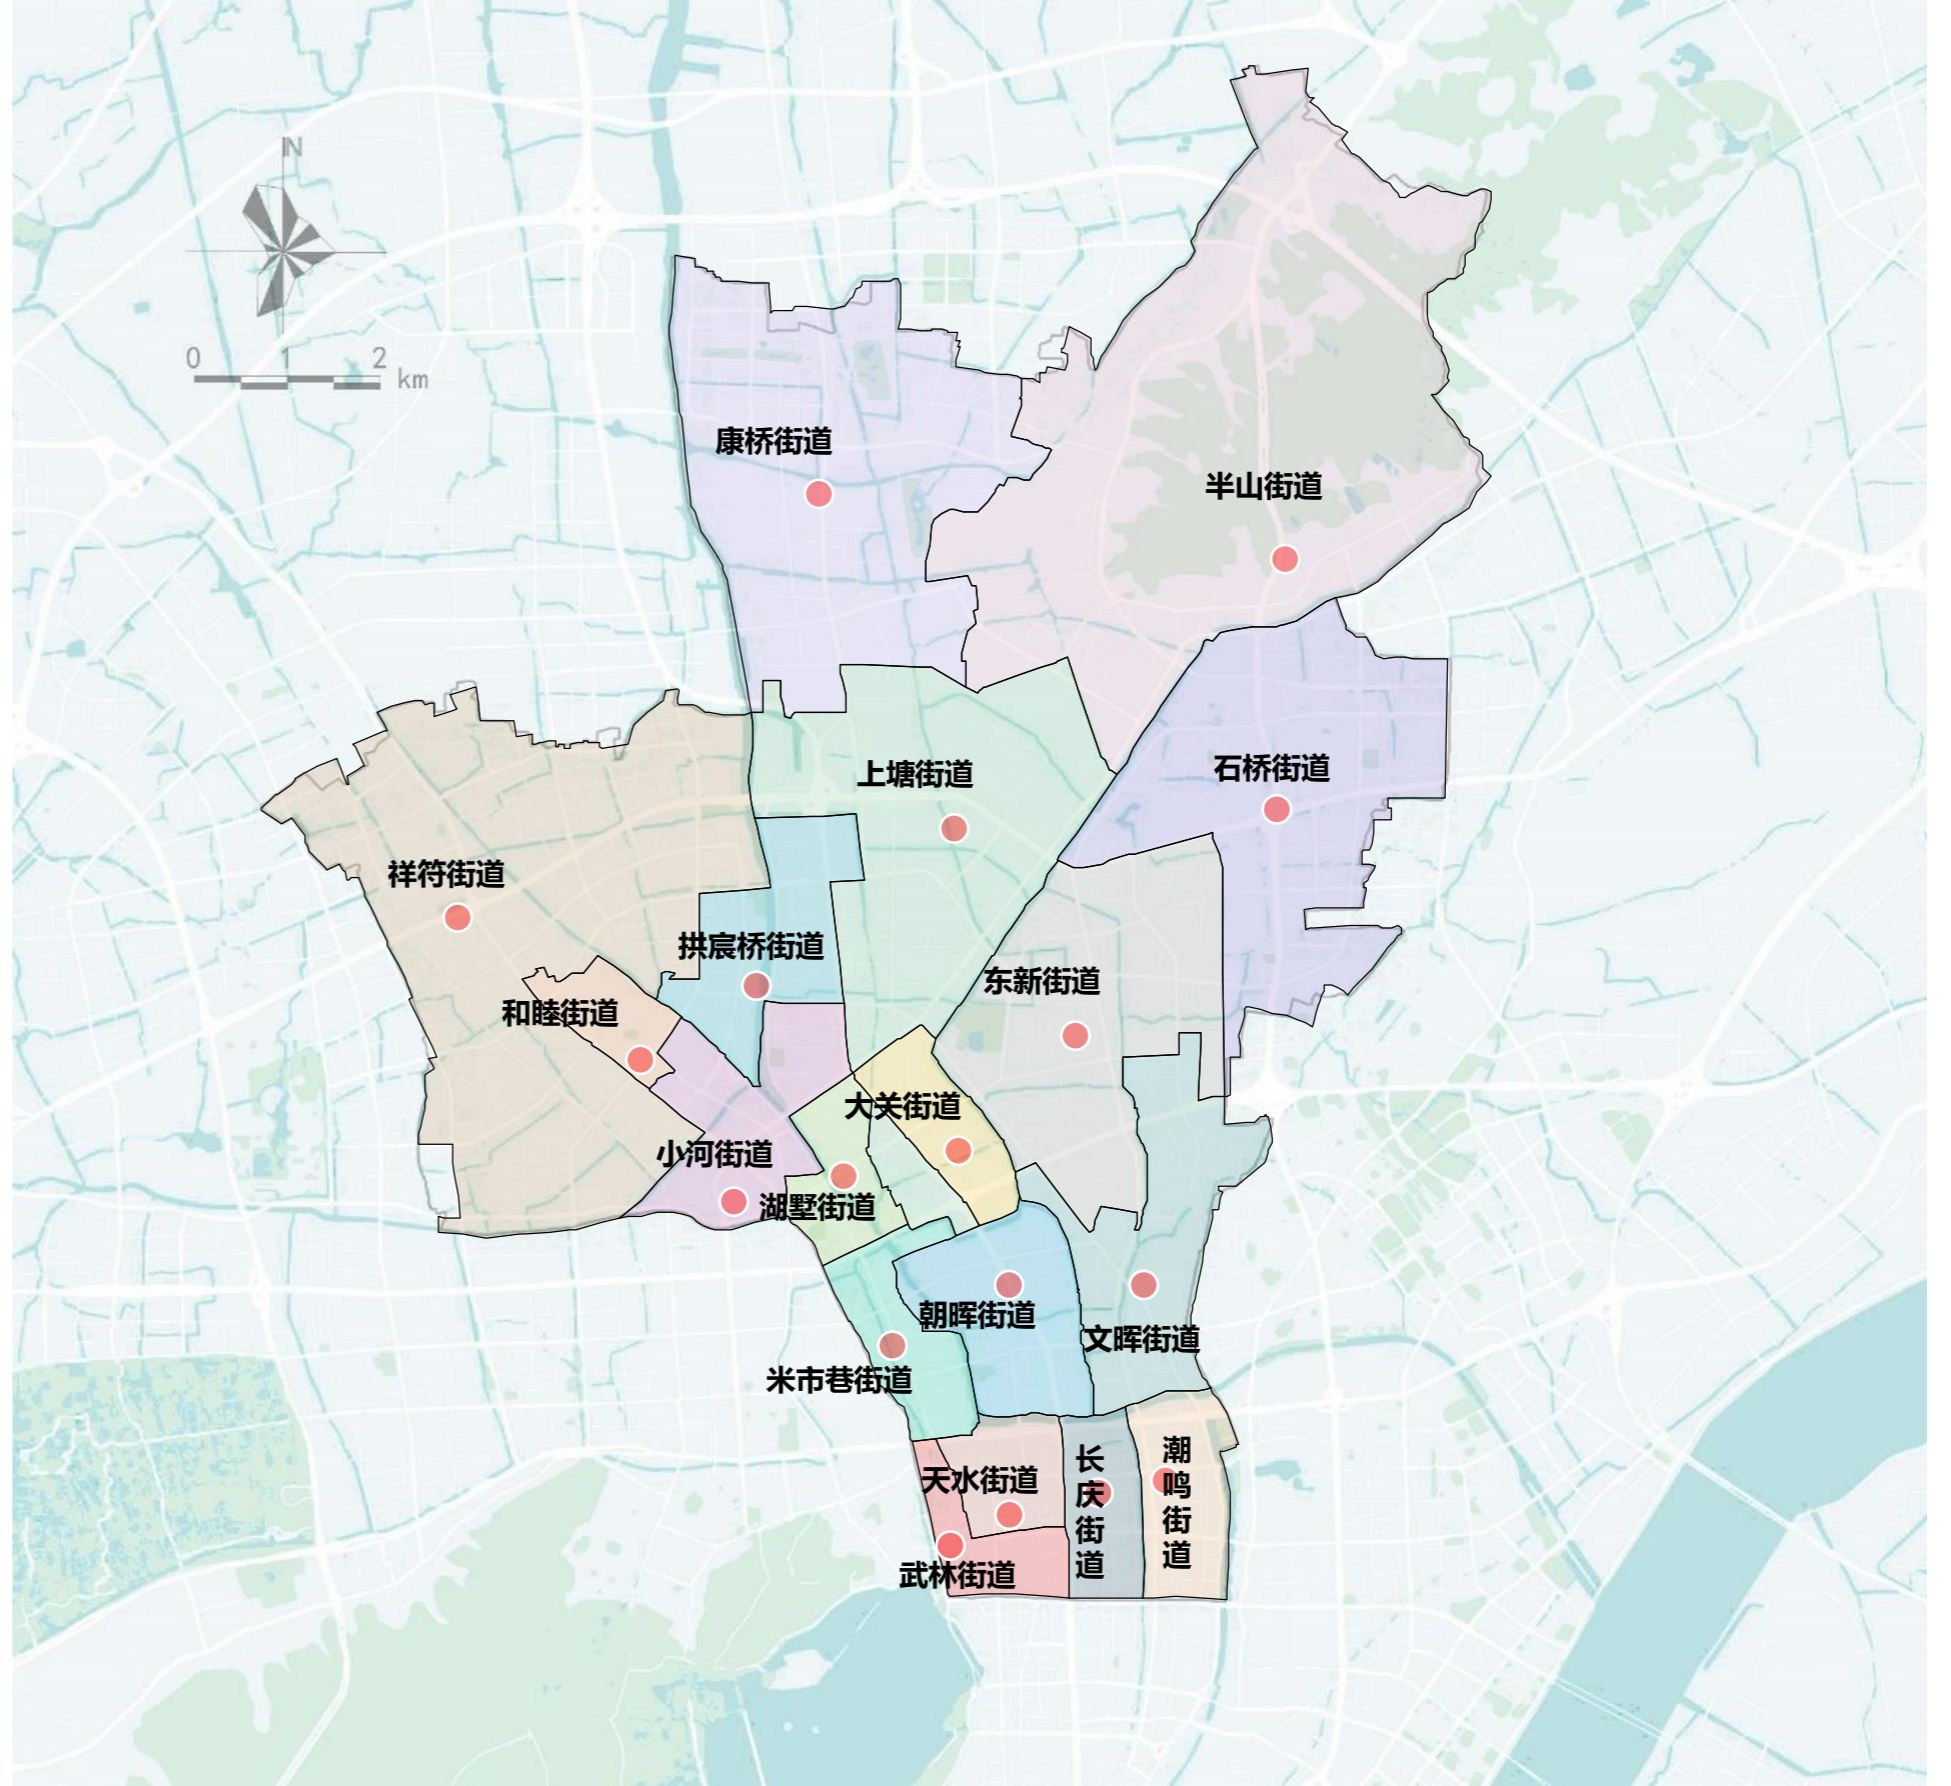 N
0 1 2 km
康桥街道
半山街道
石桥街道
上塘街道
祥符街道
拱宸桥街道
东新街道
和睦街道
大关街道
小河街道
湖墅街道
朝晖街道
文晖街道
米市巷街道
天水街道
长庆街道
潮鸣街道
武林街道